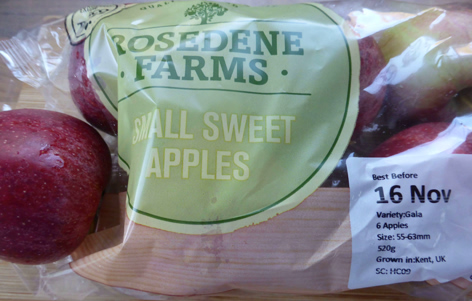 ROSEDENE
· FARMS ·
SMALL SWEET
APPLES
Best Before
16 Nov
Variety:Gala
6 Apples
Size: 55-63mm
520g
Grown in:Kent, UK
SC: HC09